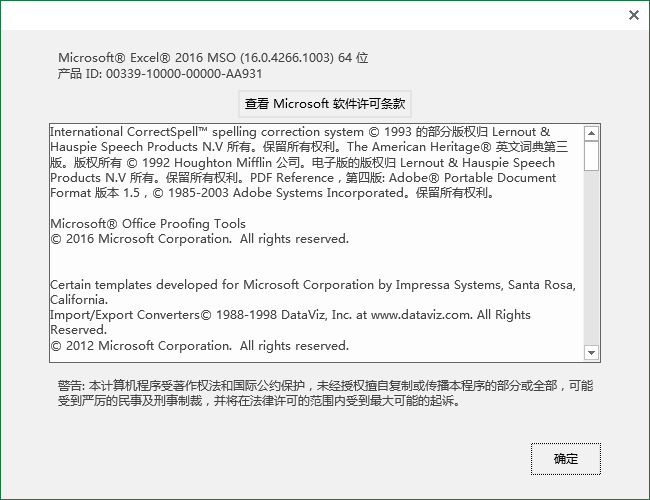 Microsoft® Excel® 2016 MSO (16.0.4266.1003) 64 位
产品 ID: 00339-10000-00000-AA931
查看 Microsoft 软件许可条款
International CorrectSpell™ spelling correction system © 1993 的部分版权归 Lernout &
Hauspie Speech Products N.V 所有。保留所有权利。The American Heritage® 英文词典第三
版。版权所有 © 1992 Houghton Mifflin 公司。电子版的版权归 Lernout & Hauspie Speech
Products N.V 所有。保留所有权利。PDF Reference，第四版: Adobe® Portable Document
Format 版本 1.5，© 1985-2003 Adobe Systems Incorporated。保留所有权利。
Microsoft® Office Proofing Tools
© 2016 Microsoft Corporation.  All rights reserved.
Certain templates developed for Microsoft Corporation by Impressa Systems, Santa Rosa,
California.
Import/Export Converters© 1988-1998 DataViz, Inc. at www.dataviz.com. All Rights
Reserved.
© 2012 Microsoft Corporation.  All rights reserved.
警告: 本计算机程序受著作权法和国际公约保护，未经授权擅自复制或传播本程序的部分或全部，可能
受到严厉的民事及刑事制裁，并将在法律许可的范围内受到最大可能的起诉。
确定